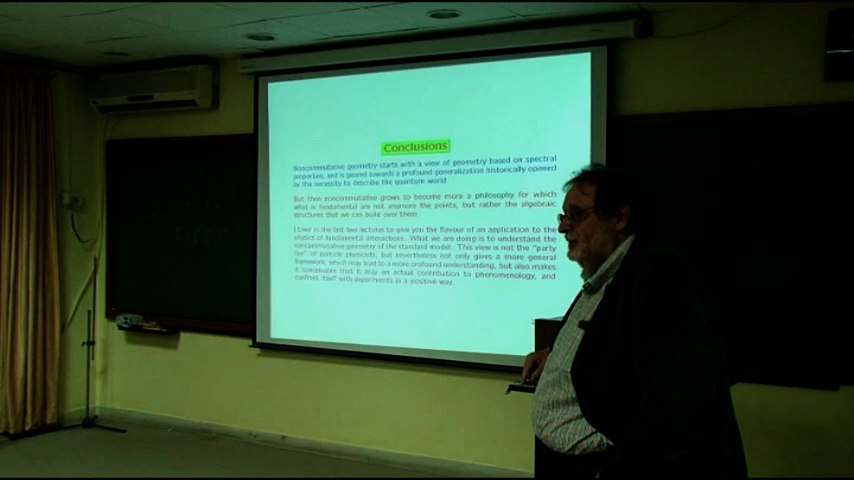 Conclusions
Noncommutative geometry starts with a view of geometry based on spectral
properties, and is geared towards a profound generalization historically opened
by the necessity to describe the quantum world
But then noncommutative grows to become more a philosophy for which
what is fundamental are not anymore the points, but rather the algebraic
structures that we can build over them
I tried is the last two lectures to give you the flavour of an application to the
physics of fundamental interactions. What we are doing is to understand the
noncommutative geometry of the standard model. This view is not the "party
line" of particle physicists, but nevertheless not only gives a more general
framework, which may lead to a more profound understanding, but also makes
it conceivable that it may an actual contribution to phenomenology, and
confront itself with experiments in a positive way.